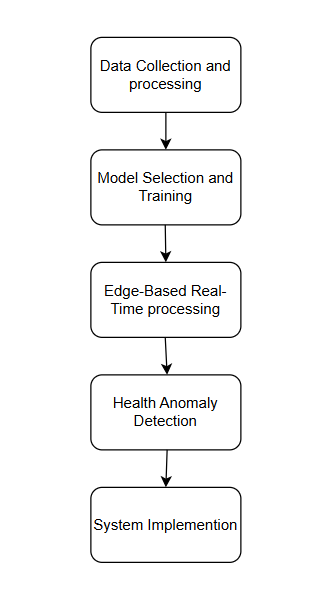 Data Collection and
processing
Model Selection and
Training
Edge-Based Real-
Time processing
Health Anomaly
Detection
System Implemention